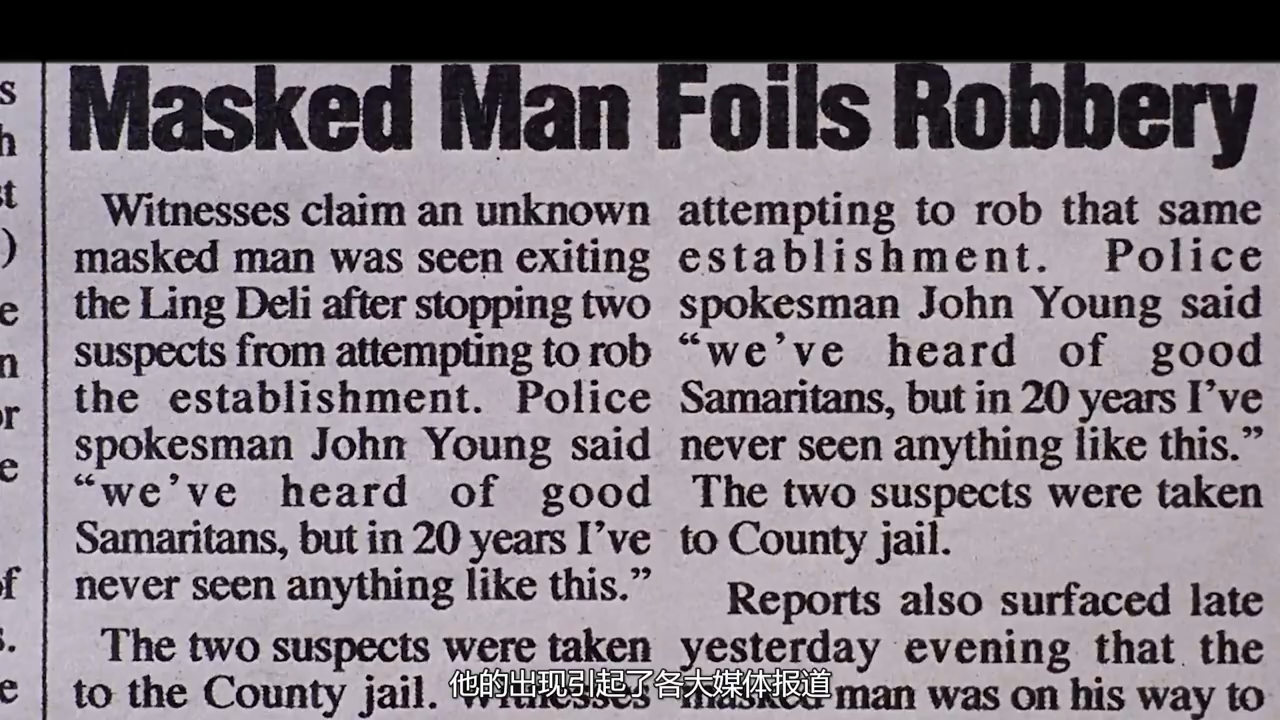 Masked Man Foils Robbery
Witnesses claim an unknown
masked man was seen exiting
the Ling Deli after stopping two
suspects from attempting to rob
the establishment. Police
spokesman John Young said
“we’ve heard of good
Samaritans, but in 20 years I’ve
never seen anything like this.”
The two suspects were taken
to the County jail. Witnesses
attempting to rob that same
establishment. Police
spokesman John Young said
“we’ve heard of good
Samaritans, but in 20 years I’ve
never seen anything like this.”
The two suspects were taken
to County jail.
Reports also surfaced late
yesterday evening that the
masked man was on his way to
他的出现引起了各大媒体报道